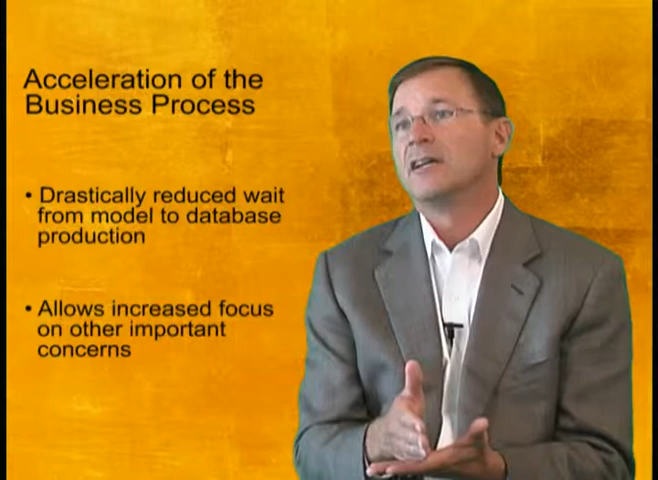 Acceleration of the
Business Process
• Drastically reduced wait
from model to database
production
• Allows increased focus
on other important
concerns